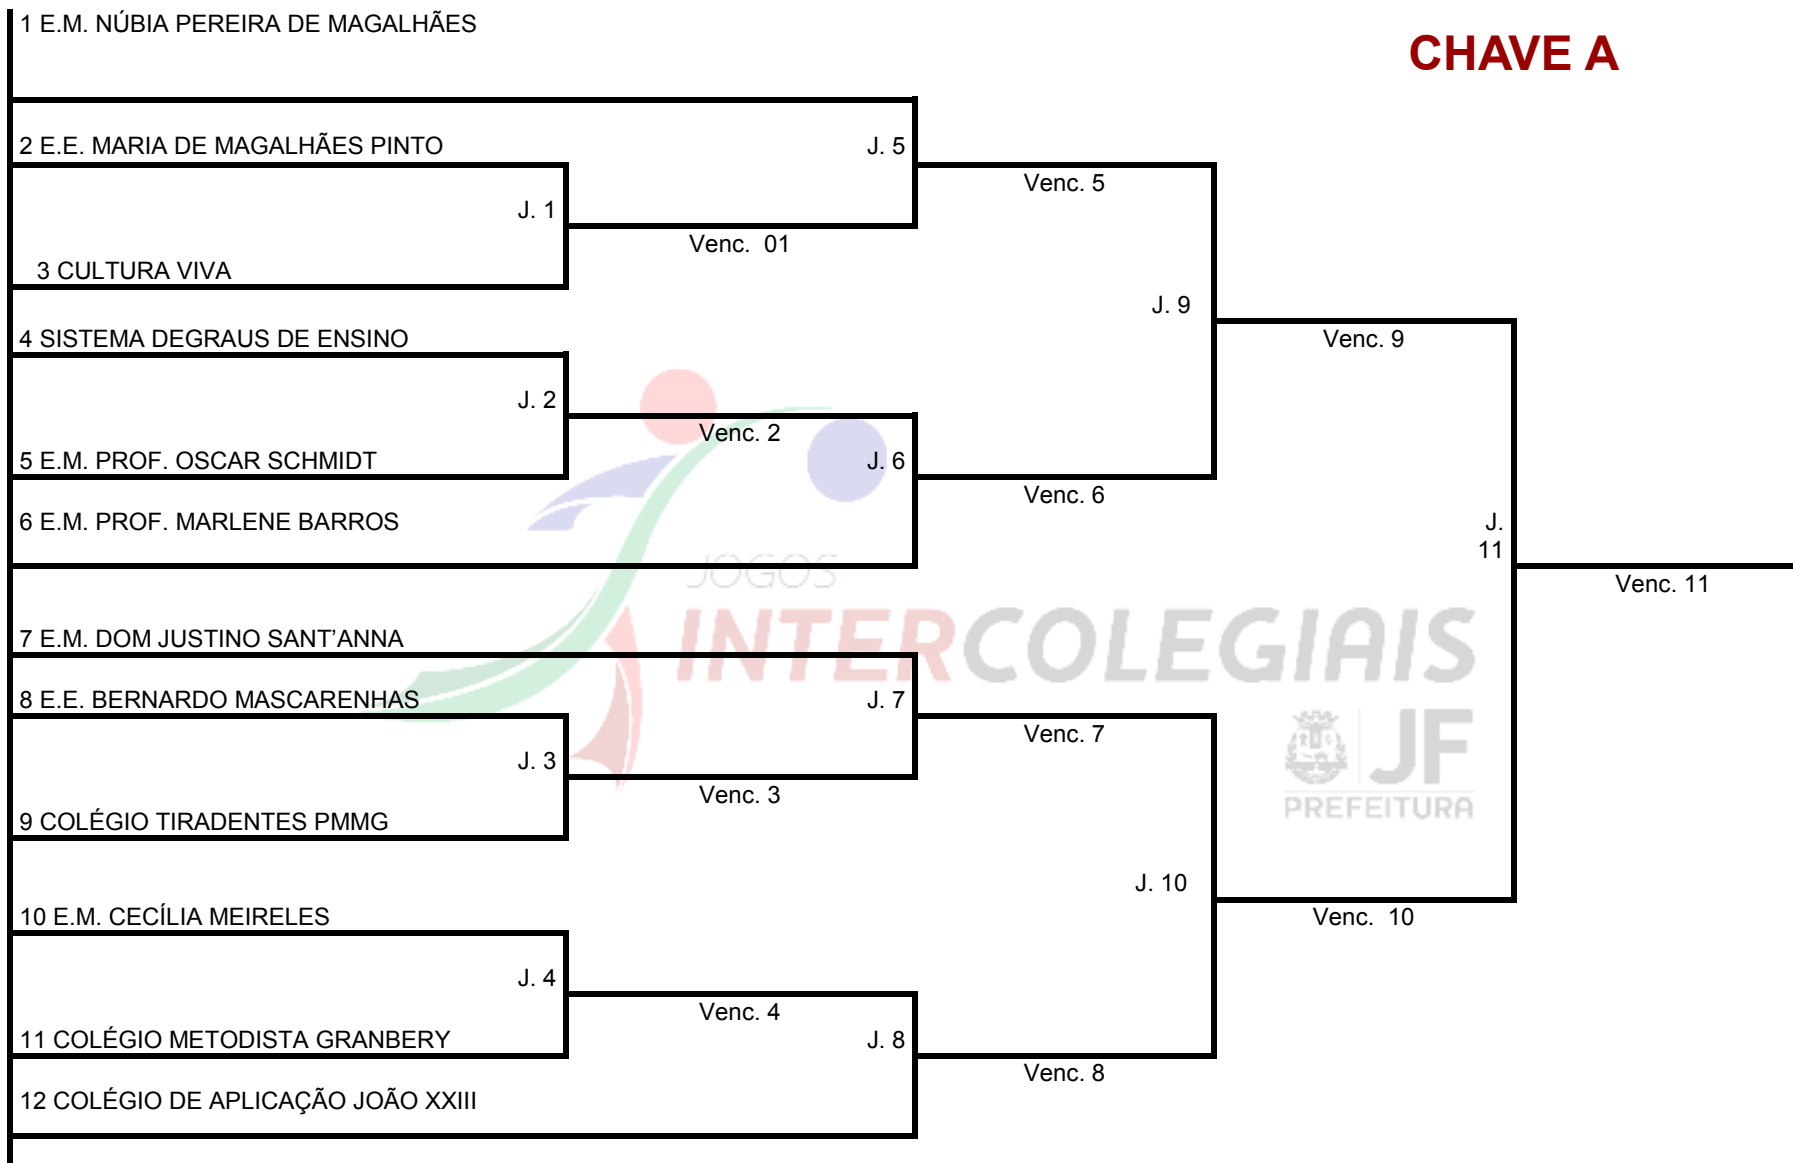 1 E.M. NÚBIA PEREIRA DE MAGALHÃES
CHAVE A
2 E.E. MARIA DE MAGALHÃES PINTO
J. 5
Venc. 5
J. 1
Venc.  01
3 CULTURA VIVA
J. 9
4 SISTEMA DEGRAUS DE ENSINO
Venc. 9
J. 2
Venc. 2
5 E.M. PROF. OSCAR SCHMIDT
J. 6
Venc. 6
6 E.M. PROF. MARLENE BARROS
J.
11
JOGOS
Venc. 11
INTERCOLEGIAIS
7 E.M. DOM JUSTINO SANT'ANNA
8 E.E. BERNARDO MASCARENHAS
J. 7
Venc. 7
JF
PREFEITURA
J. 3
Venc. 3
9 COLÉGIO TIRADENTES PMMG
J. 10
10 E.M. CECÍLIA MEIRELES
Venc.  10
J. 4
Venc. 4
11 COLÉGIO METODISTA GRANBERY
J. 8
Venc. 8
12 COLÉGIO DE APLICAÇÃO JOÃO XXIII